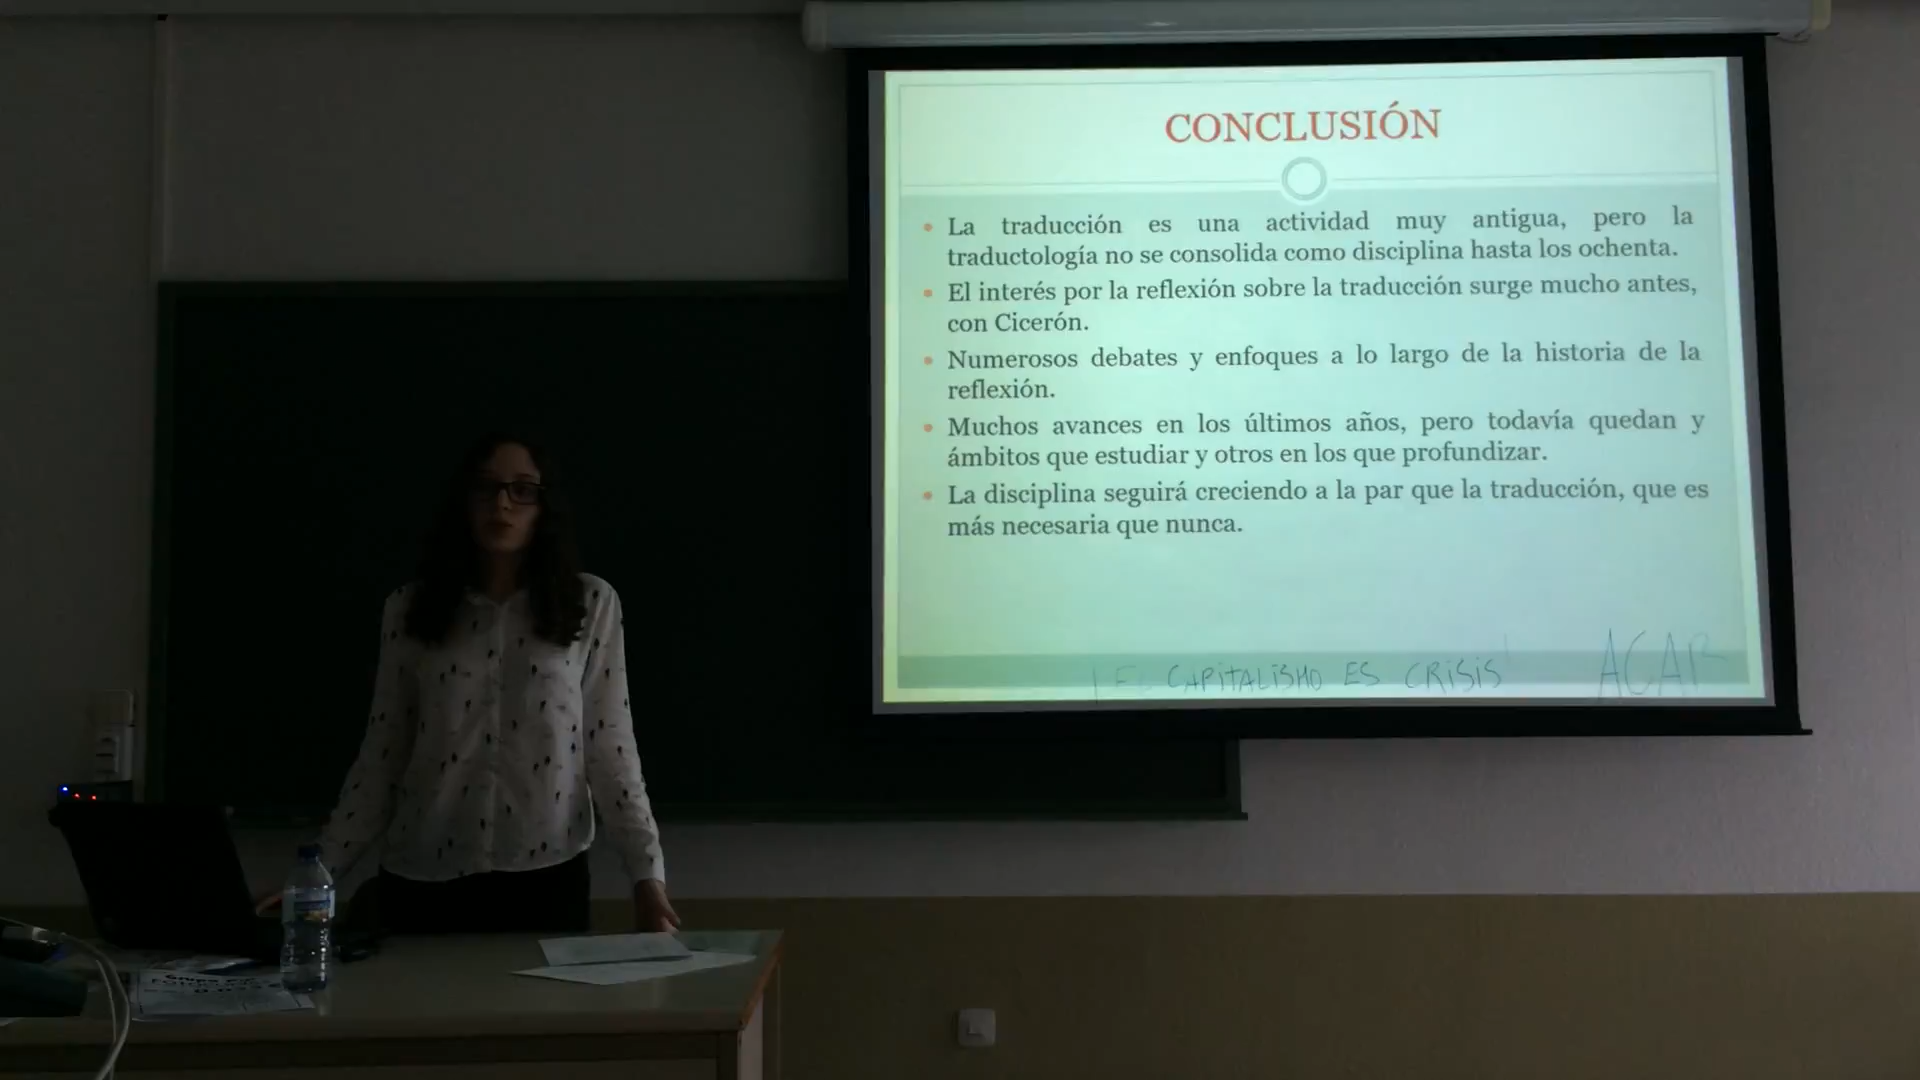 CONCLUSIÓN
La traducción es una actividad muy antigua, pero la
traductología no se consolida como disciplina hasta los ochenta.
El interés por la reflexión sobre la traducción surge mucho antes,
con Cicerón.
Numerosos debates y enfoques a lo largo de la historia de la
reflexión.
Muchos avances en los últimos años, pero todavía quedan y
ámbitos que estudiar y otros en los que profundizar.
La disciplina seguirá creciendo a la par que la traducción, que es
más necesaria que nunca.
¡EL CAPITALISMO ES CRISIS!